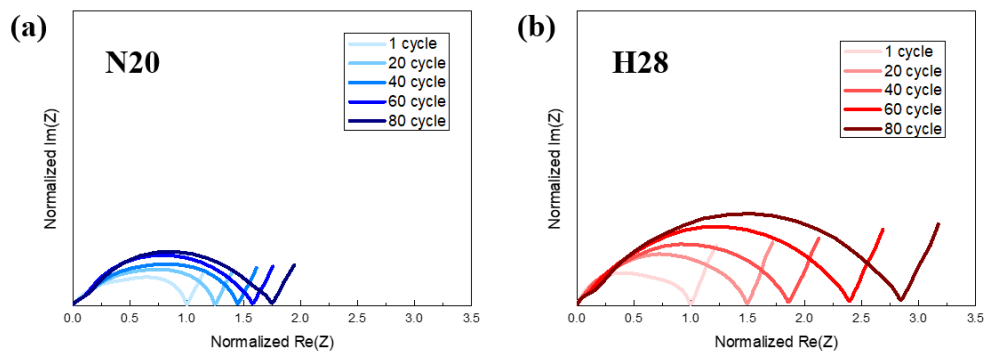 (a)
N20
1 cycle
20 cycle
40 cycle
60 cycle
80 cycle
Normalized Im(Z)
0.0 0.5 1.0 1.5 2.0 2.5 3.0 3.5
Normalized Re(Z)
(b)
H28
1 cycle
20 cycle
40 cycle
60 cycle
80 cycle
Normalized Im(Z)
0.0 0.5 1.0 1.5 2.0 2.5 3.0 3.5
Normalized Re(Z)